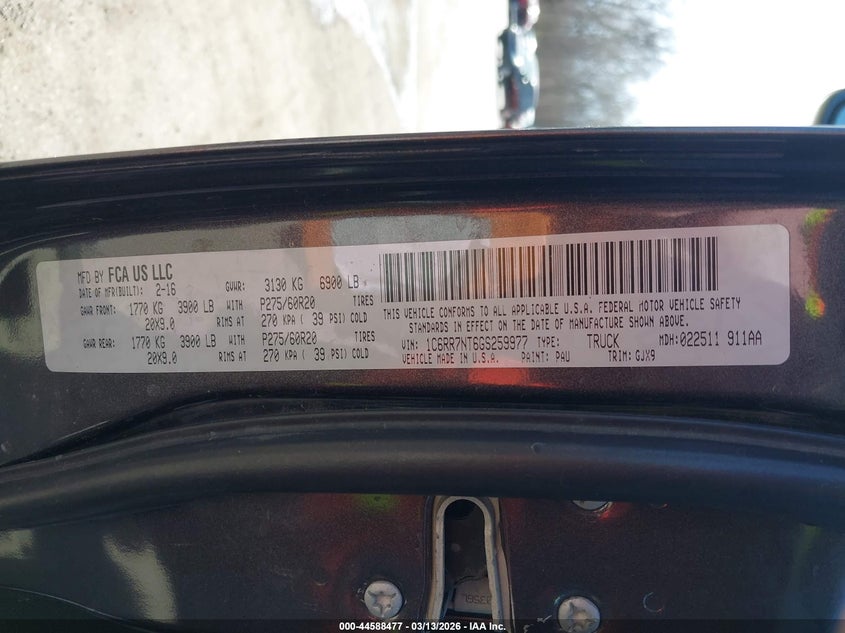 MFD BY FCA US LLC
DATE OF MFR(BUILT): 2-16 GVWR: 3130 KG 6900 LB
GAWR FRONT: 1770 KG 3900 LB WITH P275/60R20 TIRES
20X9.0 RIMS AT 270 KPA ( 39 PSI) COLD
GAWR REAR: 1770 KG 3900 LB WITH P275/60R20 TIRES
20X9.0 RIMS AT 270 KPA ( 39 PSI) COLD
THIS VEHICLE CONFORMS TO ALL APPLICABLE U.S.A. FEDERAL MOTOR VEHICLE SAFETY
STANDARDS IN EFFECT ON THE DATE OF MANUFACTURE SHOWN ABOVE.
VIN: 1C6RR7NT6GS259977 TYPE: TRUCK MDH:022511 911AA
VEHICLE MADE IN U.S.A. PAINT: PAU TRIM: GJX9
000-44588477 - 03/13/2026 - IAA Inc.